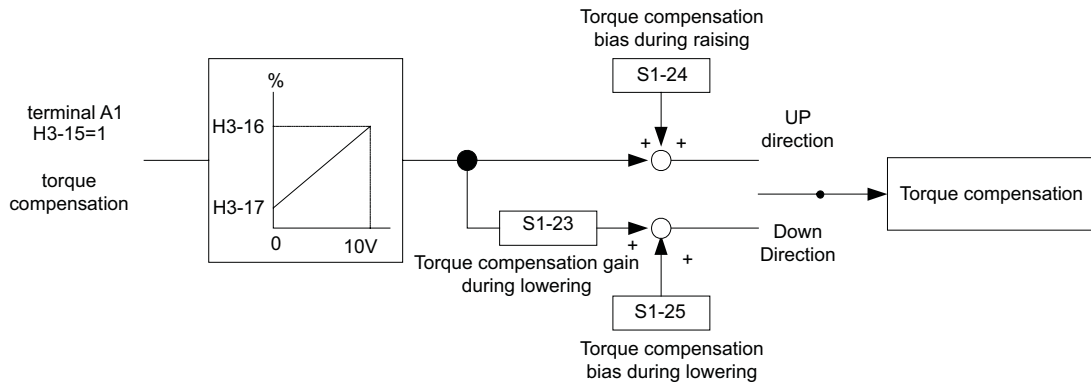 Torque compensation
bias during raising
S1-24
%
terminal A1
H3-15=1
H3-16
UP
direction
+ +
torque
compensation
Torque compensation
H3-17
S1-23
0
10V
+
Down
Direction
Torque compensation gain
during lowering
+
S1-25
Torque compensation
bias during lowering